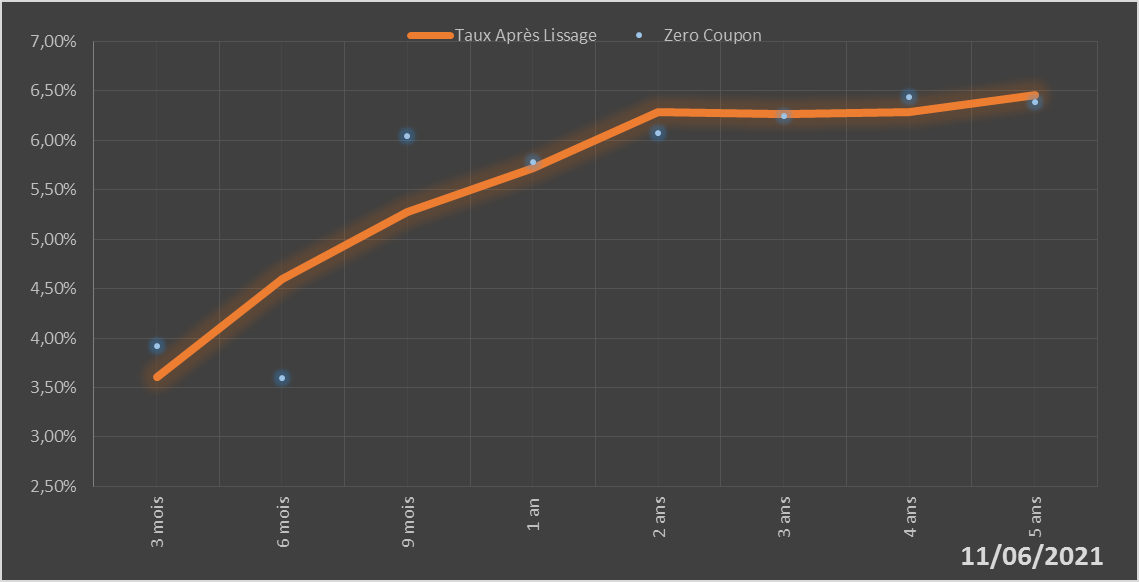 Taux Après Lissage Zero Coupon
7,00%
6,50%
6,00%
5,50%
5,00%
4,50%
4,00%
3,50%
3,00%
2,50%
3 mois
6 mois
9 mois
1 an
2 ans
3 ans
4 ans
5 ans
11/06/2021